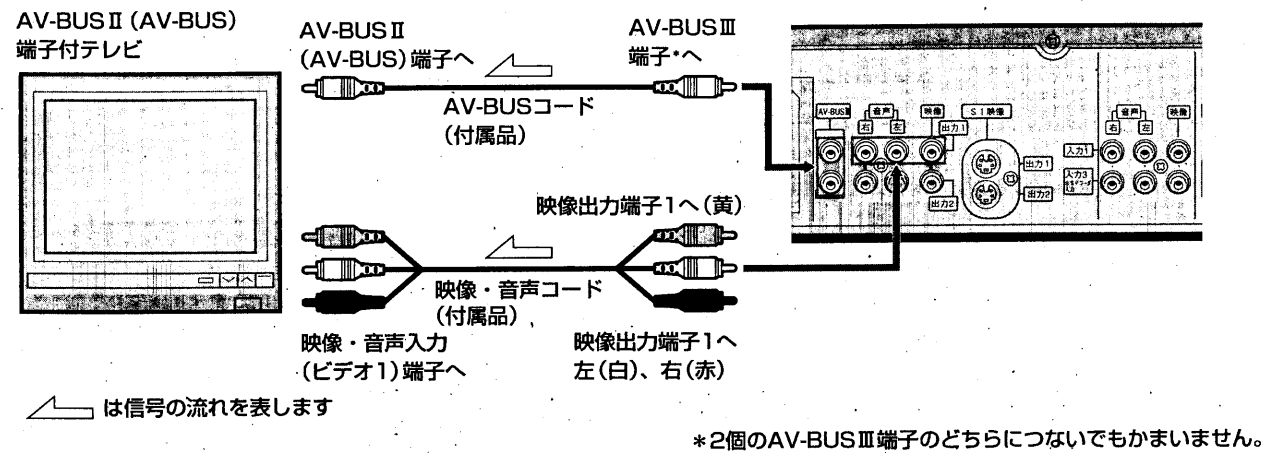 AV-BUSⅡ(AV-BUS)
端子付テレビ
AV-BUSⅡ
(AV-BUS)端子へ
AV-BUSⅢ
端子*へ
AV-BUSコード
(付属品)
映像出力端子1へ(黄)
映像・音声コード
(付属品)
映像・音声入力
(ビデオ1)端子へ
映像出力端子1へ
左(白)、右(赤)
AV-BUSⅢ
音声
右
左
映像
出力1
出力2
S1映像
出力1
出力2
音声
右
左
映像
入力1
入力3
は信号の流れを表します
*2個のAV-BUSⅢ端子のどちらにつないでもかまいません。